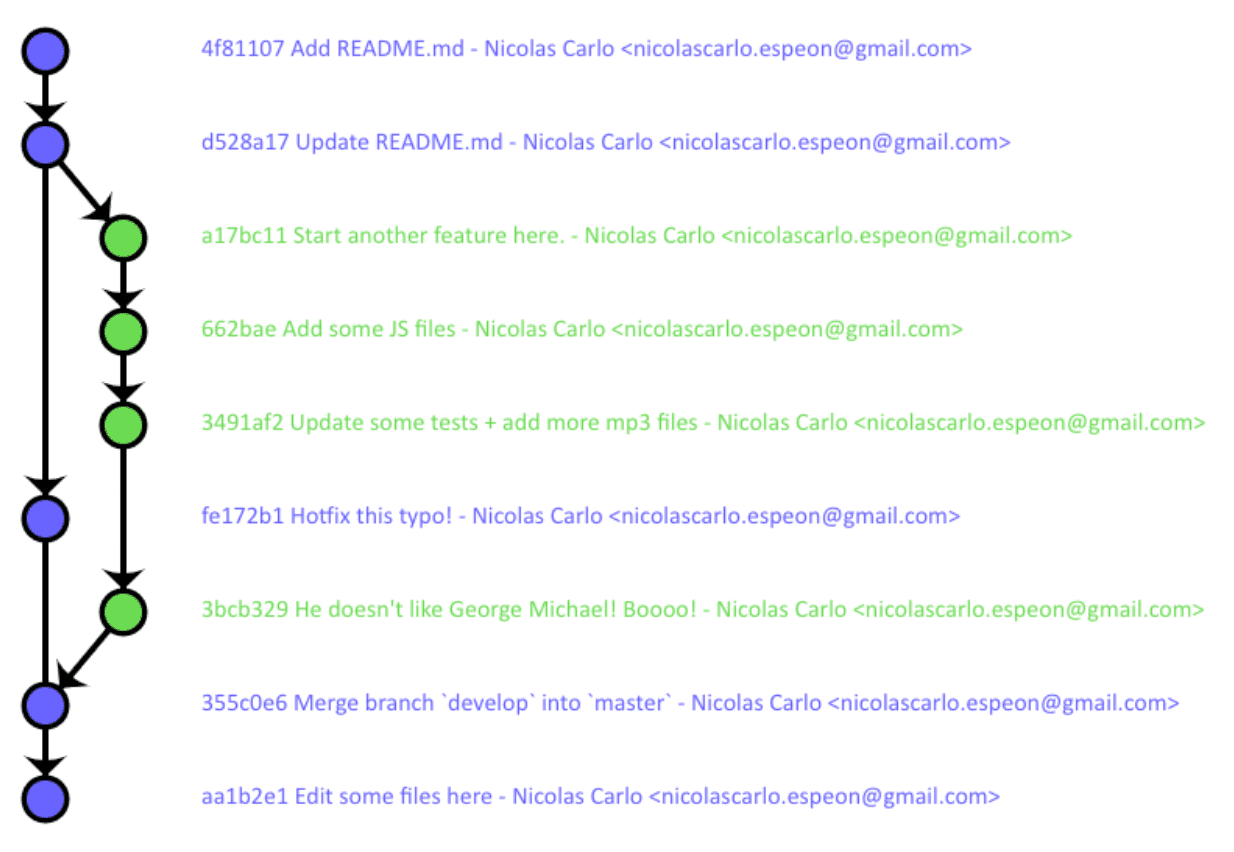 4f81107 Add README.md - Nicolas Carlo <nicolascarlo.espeon@gmail.com>
d528a17 Update README.md - Nicolas Carlo <nicolascarlo.espeon@gmail.com>
a17bc11 Start another feature here. - Nicolas Carlo <nicolascarlo.espeon@gmail.com>
662bae Add some JS files - Nicolas Carlo <nicolascarlo.espeon@gmail.com>
3491af2 Update some tests + add more mp3 files - Nicolas Carlo <nicolascarlo.espeon@gmail.com>
fe172b1 Hotfix this typo! - Nicolas Carlo <nicolascarlo.espeon@gmail.com>
3bcb329 He doesn't like George Michael! Boooo! - Nicolas Carlo <nicolascarlo.espeon@gmail.com>
355c0e6 Merge branch `develop` into `master` - Nicolas Carlo <nicolascarlo.espeon@gmail.com>
aa1b2e1 Edit some files here - Nicolas Carlo <nicolascarlo.espeon@gmail.com>